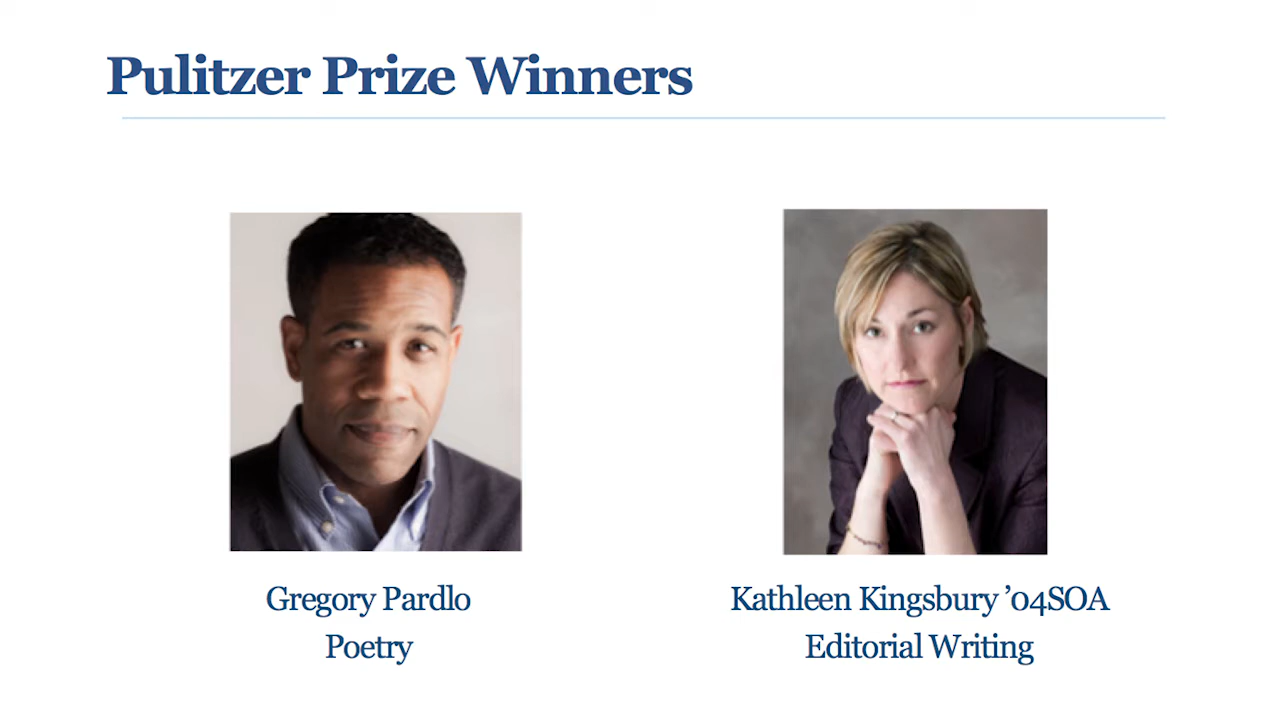 Pulitzer Prize Winners
Gregory Pardlo
Poetry
Kathleen Kingsbury ’04SOA
Editorial Writing